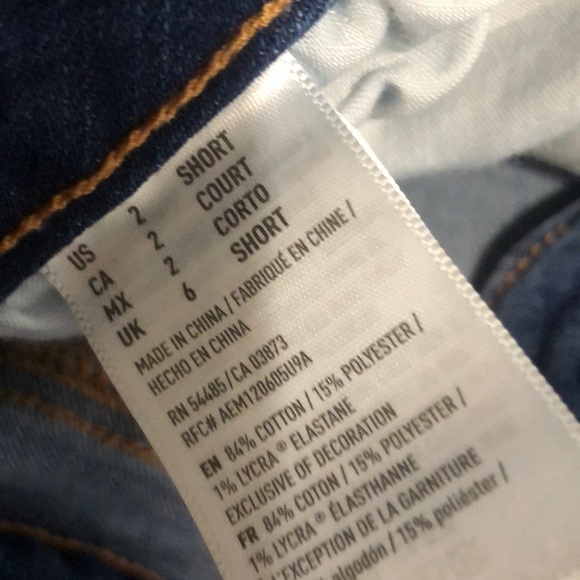 US 2 SHORT
CA 2 COURT
MX 2 CORTO
UK 6 SHORT
MADE IN CHINA / FABRIQUÉ EN CHINE /
HECHO EN CHINA
RN 54485 / CA 03873
RFC# AEM120605U9A
EN 84% COTTON / 15% POLYESTER /
1% LYCRA® ELASTANE
EXCLUSIVE OF DECORATION
FR 84% COTON / 15% POLYESTER /
1% LYCRA® ÉLASTHANNE
L'EXCEPTION DE LA GARNITURE
algodón / 15% poliéster /